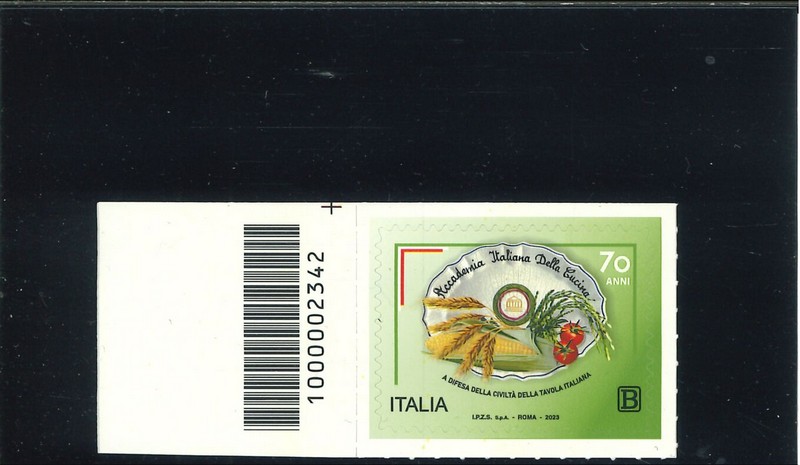 1000002342
Accademia Italiana Della Cucina
70
ANNI
A DIFESA DELLA CIVILTÀ DELLA TAVOLA ITALIANA
ITALIA
I.P.Z.S. S.p.A. - ROMA - 2023
B